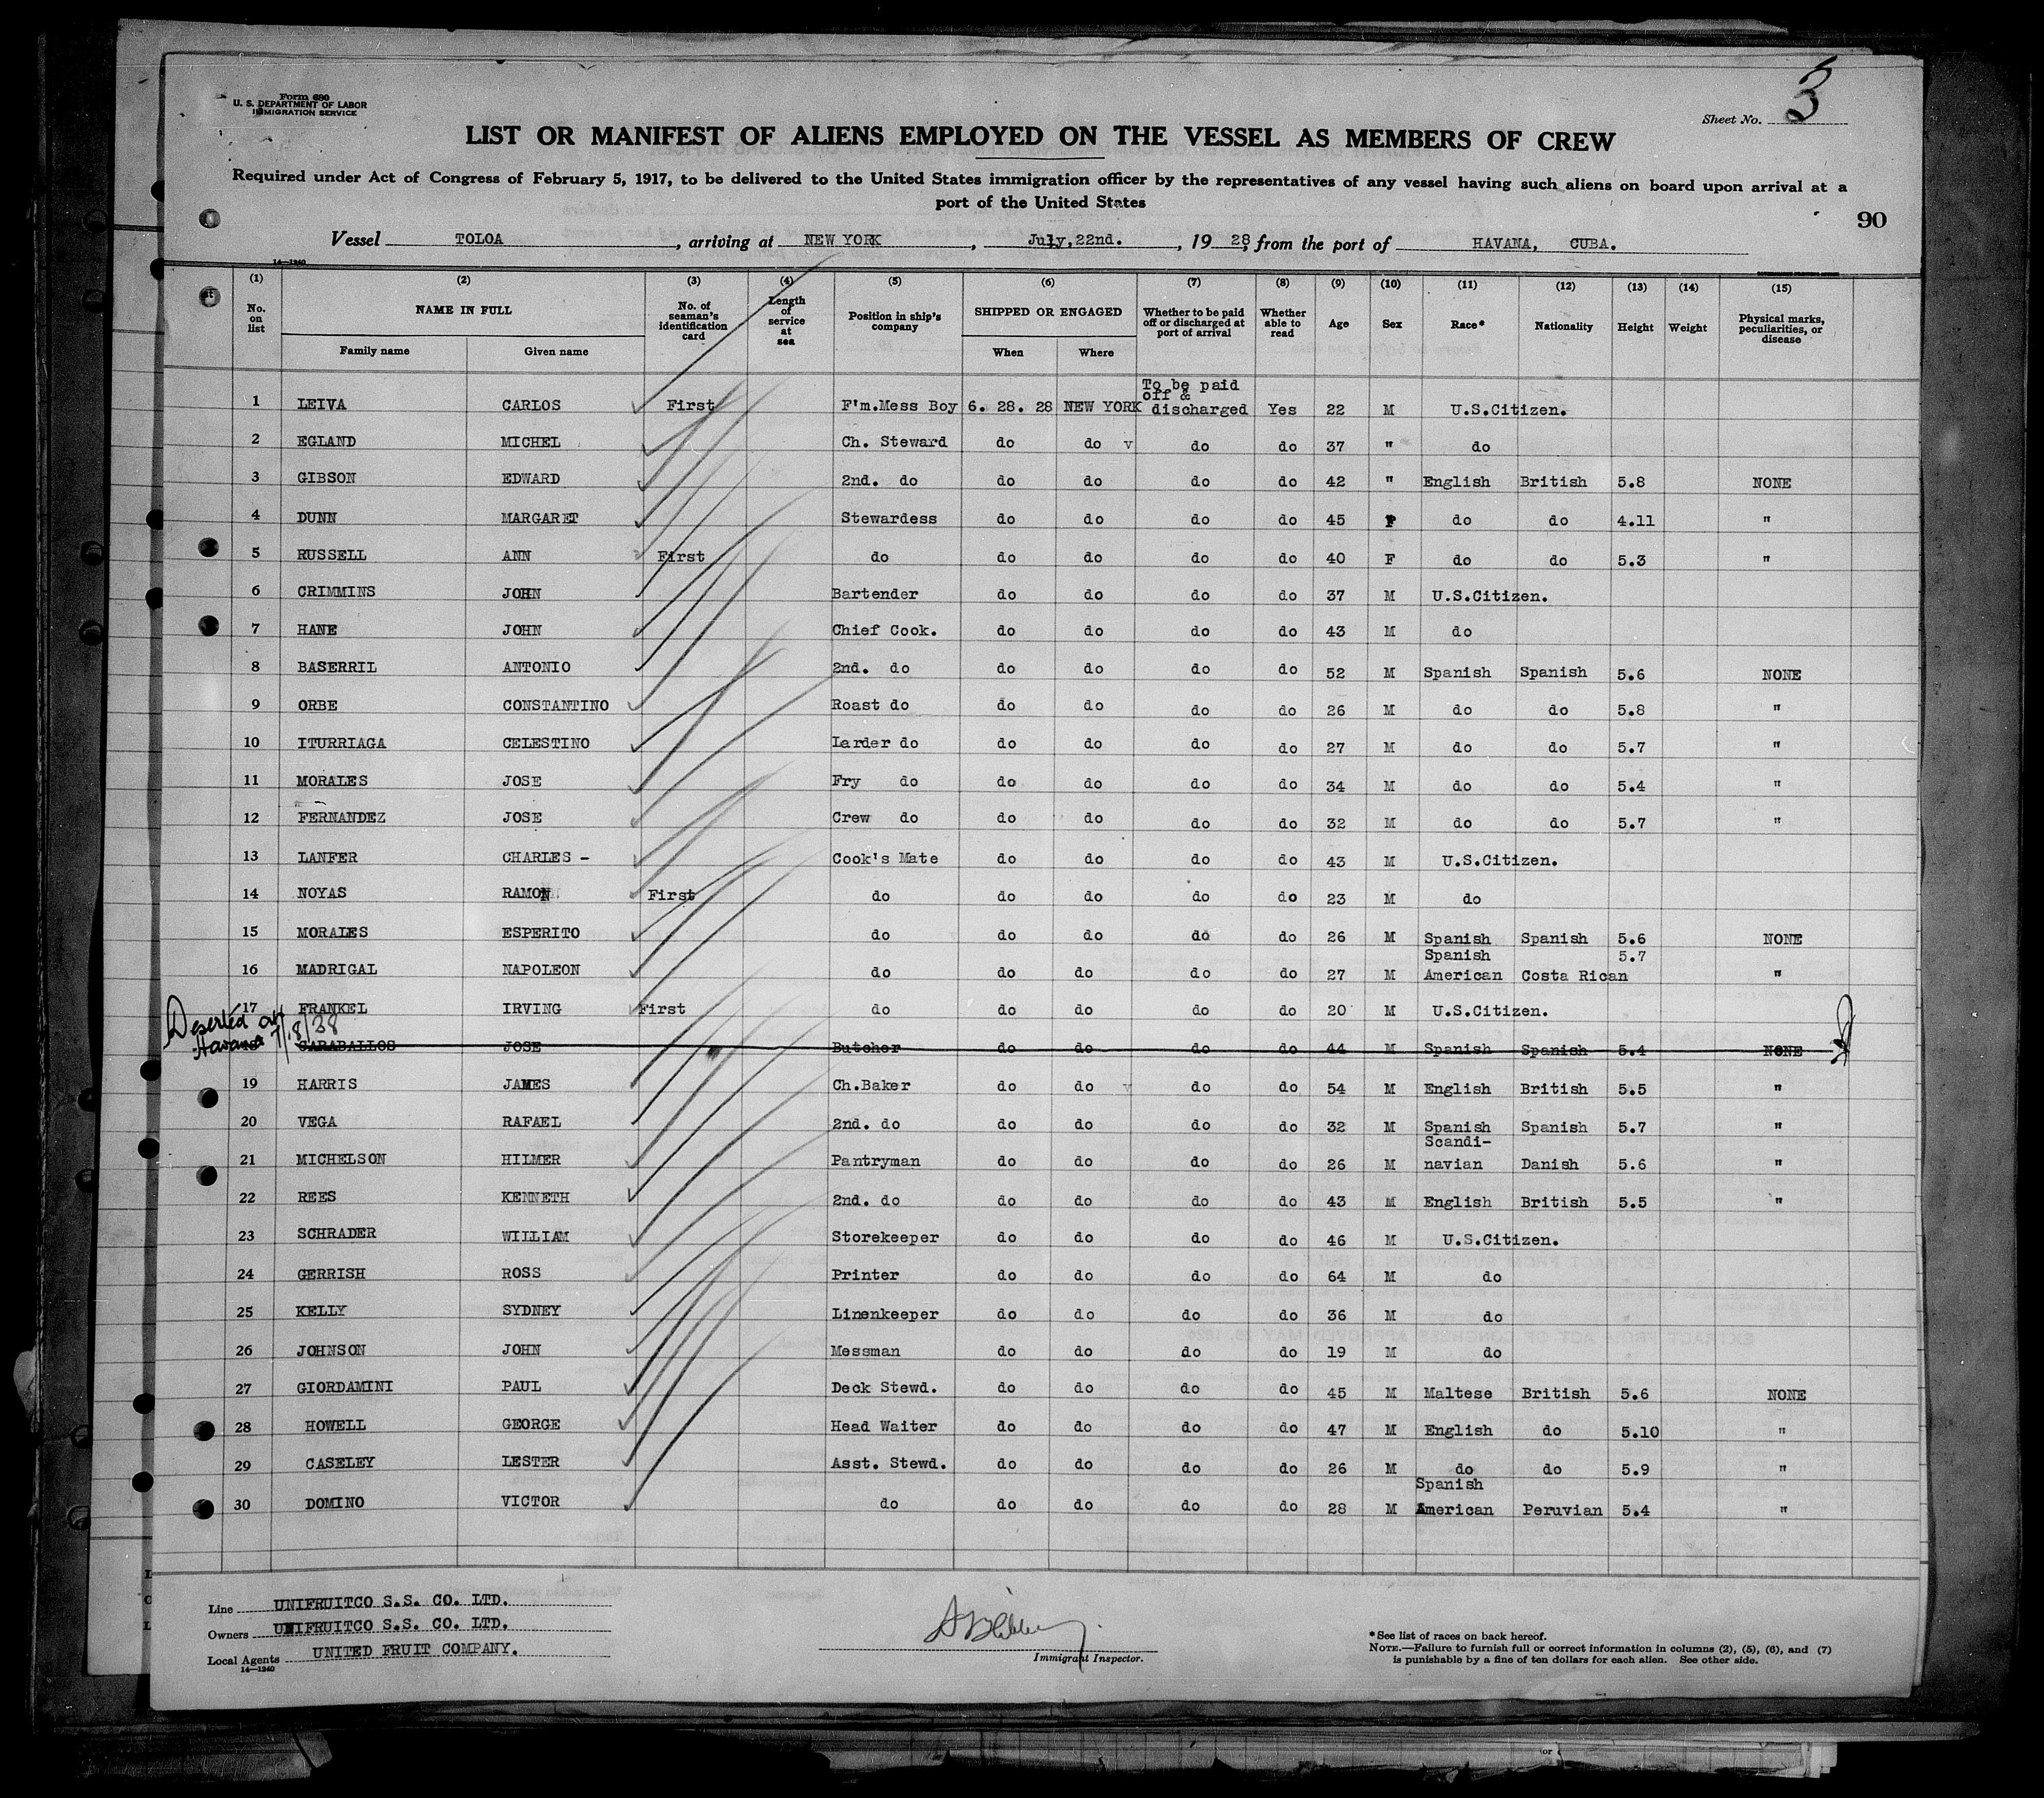 Form 680
U. S. DEPARTMENT OF LABOR
IMMIGRATION SERVICE
Sheet No. 3
LIST OR MANIFEST OF ALIENS EMPLOYED ON THE VESSEL AS MEMBERS OF CREW
Required under Act of Congress of February 5, 1917, to be delivered to the United States immigration officer by the representatives of any vessel having such aliens on board upon arrival at a
port of the United States
90
Vessel TOLOA, arriving at NEW YORK, July,22nd., 1928, from the port of HAVANA, CUBA.
14—1240
(1) (2) (3) (4) (5) (6) (7) (8) (9) (10) (11) (12) (13) (14) (15)
No. on list NAME IN FULL Family name Given name No. of seaman's identification card Length of service at sea Position in ship's company SHIPPED OR ENGAGED When Where Whether to be paid off or discharged at port of arrival Whether able to read Age Sex Race* Nationality Height Weight Physical marks, peculiarities, or disease
1 LEIVA CARLOS First F'm.Mess Boy 6. 28. 28 NEW YORK To be paid off & discharged Yes 22 M U.S.Citizen.
2 EGLAND MICHEL Ch. Steward do do v do do 37 " do
3 GIBSON EDWARD 2nd. do do do do do 42 " English British 5.8 NONE
4 DUNN MARGARET Stewardess do do do do 45 F do do 4.11 "
5 RUSSELL ANN First do do do do do 40 F do do 5.3 "
6 CRIMMINS JOHN Bartender do do do do 37 M U.S.Citizen.
7 HANE JOHN Chief Cook. do do do do 43 M do
8 BASERRIL ANTONIO 2nd. do do do do do 52 M Spanish Spanish 5.6 NONE
9 ORBE CONSTANTINO Roast do do do do do 26 M do do 5.8 "
10 ITURRIAGA CELESTINO Larder do do do do do 27 M do do 5.7 "
11 MORALES JOSE Fry do do do do do 34 M do do 5.4 "
12 FERNANDEZ JOSE Crew do do do do do 32 M do do 5.7 "
13 LANFER CHARLES - Cook's Mate do do do do 43 M U.S.Citizen.
14 NOYAS RAMON First do do do do do 23 M do
15 MORALES ESPERITO do do do do do 26 M Spanish Spanish 5.6 NONE
16 MADRIGAL NAPOLEON do do do do do 27 M Spanish American Costa Rican 5.7 "
17 FRANKEL IRVING First do do do do do 20 M U.S.Citizen.
Deserted at Havana 7/18/28
18 CARABALLOS JOSE Butcher do do do do 44 M Spanish Spanish 5.4 NONE
19 HARRIS JAMES Ch.Baker do do v do do 54 M English British 5.5 "
20 VEGA RAFAEL 2nd. do do do do do 32 M Spanish Spanish 5.7 "
21 MICHELSON HILMER Pantryman do do do do 26 M Scandi-navian Danish 5.6 "
22 REES KENNETH 2nd. do do do do do 43 M English British 5.5 "
23 SCHRADER WILLIAM Storekeeper do do do do 46 M U.S.Citizen.
24 GERRISH ROSS Printer do do do do 64 M do
25 KELLY SYDNEY Linenkeeper do do do do 36 M do
26 JOHNSON JOHN Messman do do do do 19 M do
27 GIORDAMINI PAUL Deck Stewd. do do do do 45 M Maltese British 5.6 NONE
28 HOWELL GEORGE Head Waiter do do do do 47 M English do 5.10 "
29 CASELEY LESTER Asst. Stewd. do do do do 26 M do do 5.9 "
30 DOMINO VICTOR do do do do do 28 M Spanish American Peruvian 5.4 "
Line UNIFRUITCO S.S. CO. LTD.
Owners UNIFRUITCO S.S. CO. LTD.
Local Agents UNITED FRUIT COMPANY.
14—1240
Immigrant Inspector.
*See list of races on back hereof.
NOTE.—Failure to furnish full or correct information in columns (2), (5), (6), and (7)
is punishable by a fine of ten dollars for each alien. See other side.